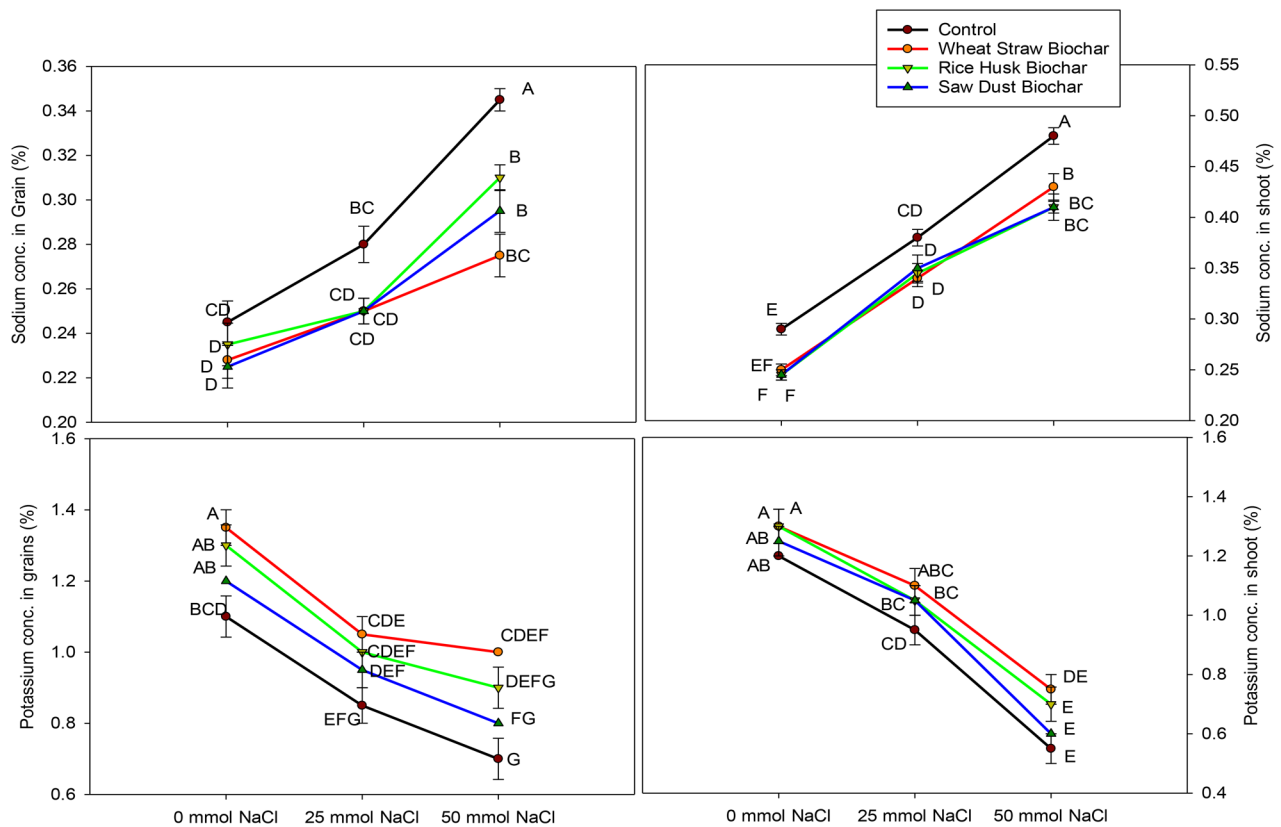 Control
Wheat Straw Biochar
Rice Husk Biochar
Saw Dust Biochar
Sodium conc. in Grain (%)
0.36
0.34
0.32
0.30
0.28
0.26
0.24
0.22
0.20
A
B
B
BC
BC
CD
CD
CD
CD
D
D
D
Sodium conc. in shoot (%)
0.55
0.50
0.45
0.40
0.35
0.30
0.25
0.20
A
B
BC
BC
CD
D
D
D
E
EF
F
F
Potassium conc. in grains (%)
1.6
1.4
1.2
1.0
0.8
0.6
A
AB
AB
BCD
CDE
CDEF
DEF
EFG
CDEF
DEFG
FG
G
0 mmol NaCl
25 mmol NaCl
50 mmol NaCl
Potassium conc. in shoot (%)
1.6
1.4
1.2
1.0
0.8
0.6
0.4
A
A
AB
AB
ABC
BC
BC
CD
DE
E
E
E
0 mmol NaCl
25 mmol NaCl
50 mmol NaCl